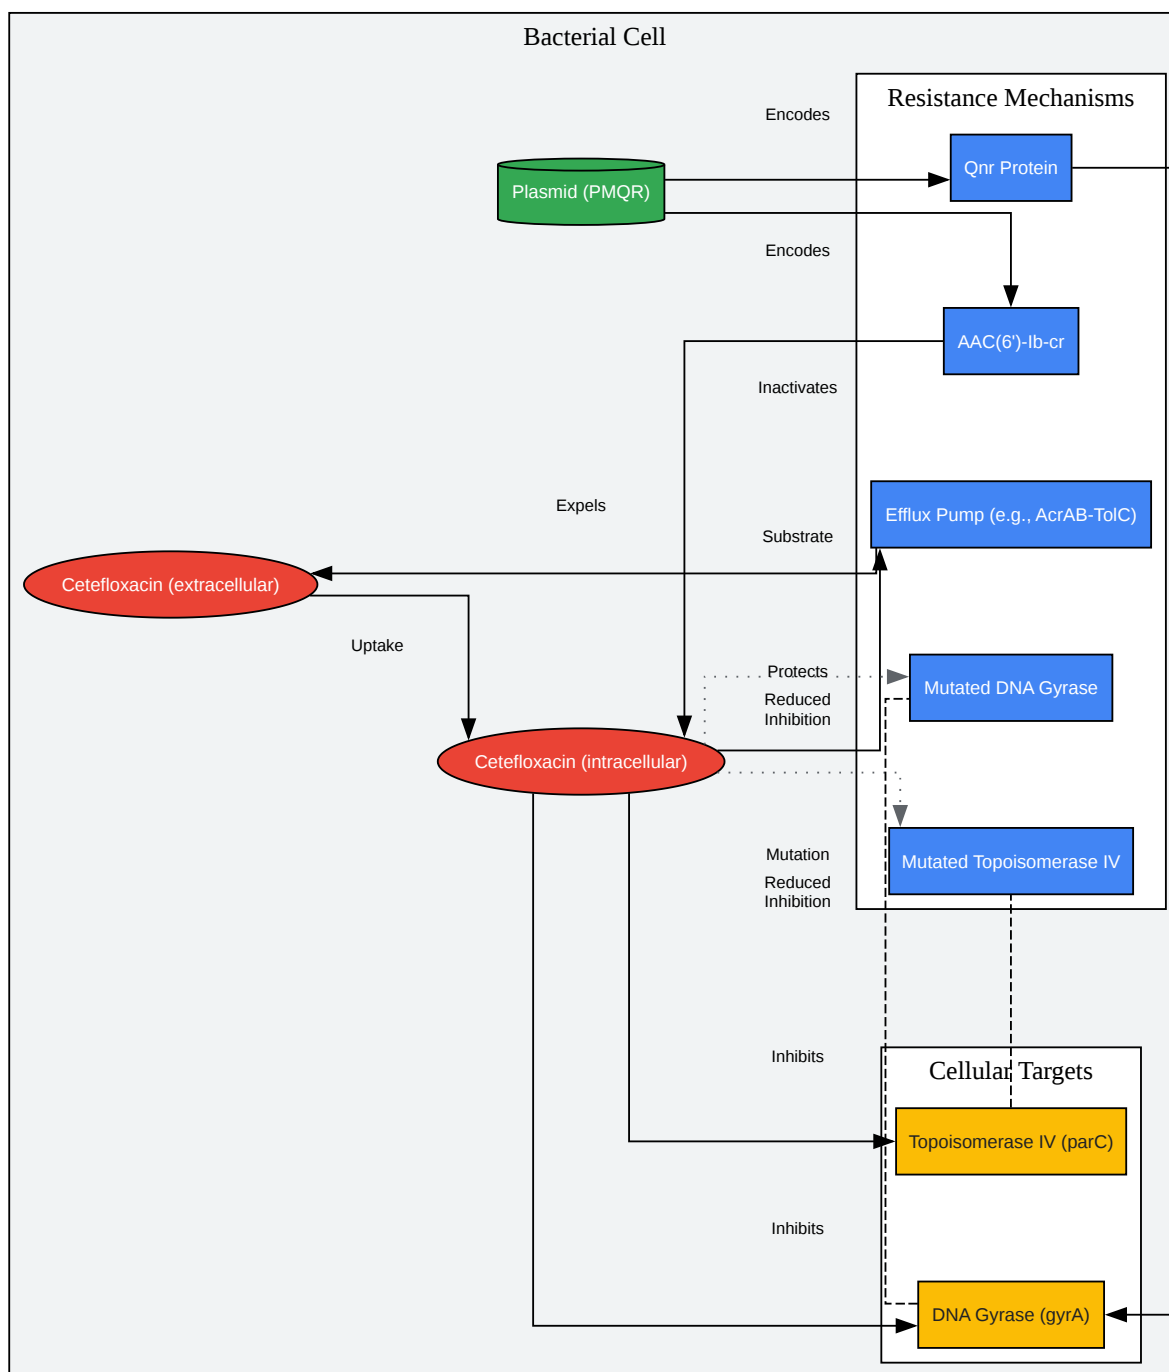 Bacterial Cell
Resistance Mechanisms
Encodes
Qnr Protein
Plasmid (PMQR)
Encodes
AAC(6')-Ib-cr
Inactivates
Expels
Efflux Pump (e.g., AcrAB-TolC)
Substrate
Cetefloxacin (extracellular)
Uptake
Protects
Mutated DNA Gyrase
Reduced
Inhibition
Cetefloxacin (intracellular)
Mutation
Mutated Topoisomerase IV
Reduced
Inhibition
Inhibits
Cellular Targets
Topoisomerase IV (parC)
Inhibits
DNA Gyrase (gyrA)